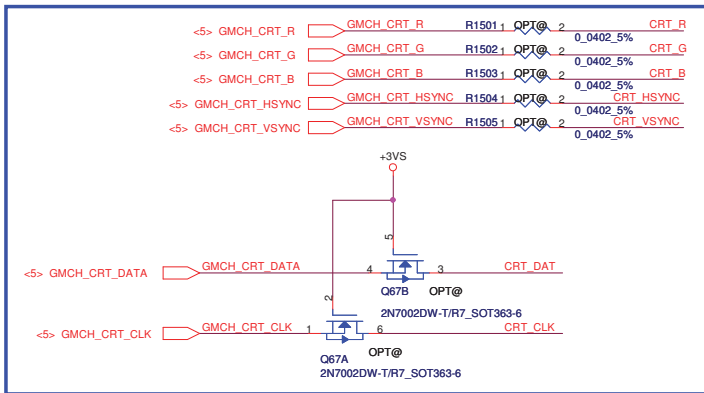 <5> GMCH_CRT_R GMCH_CRT_R R1501 1 OPT@ 2 CRT_R
0_0402_5%
<5> GMCH_CRT_G GMCH_CRT_G R1502 1 OPT@ 2 CRT_G
0_0402_5%
<5> GMCH_CRT_B GMCH_CRT_B R1503 1 OPT@ 2 CRT_B
0_0402_5%
<5> GMCH_CRT_HSYNC GMCH_CRT_HSYNC R1504 1 OPT@ 2 CRT_HSYNC
0_0402_5%
<5> GMCH_CRT_VSYNC GMCH_CRT_VSYNC R1505 1 OPT@ 2 CRT_VSYNC
0_0402_5%
+3VS
5
<5> GMCH_CRT_DATA GMCH_CRT_DATA 4 3 CRT_DAT
Q67B OPT@
2
2N7002DW-T/R7_SOT363-6
<5> GMCH_CRT_CLK GMCH_CRT_CLK 1 6 CRT_CLK
Q67A OPT@
2N7002DW-T/R7_SOT363-6